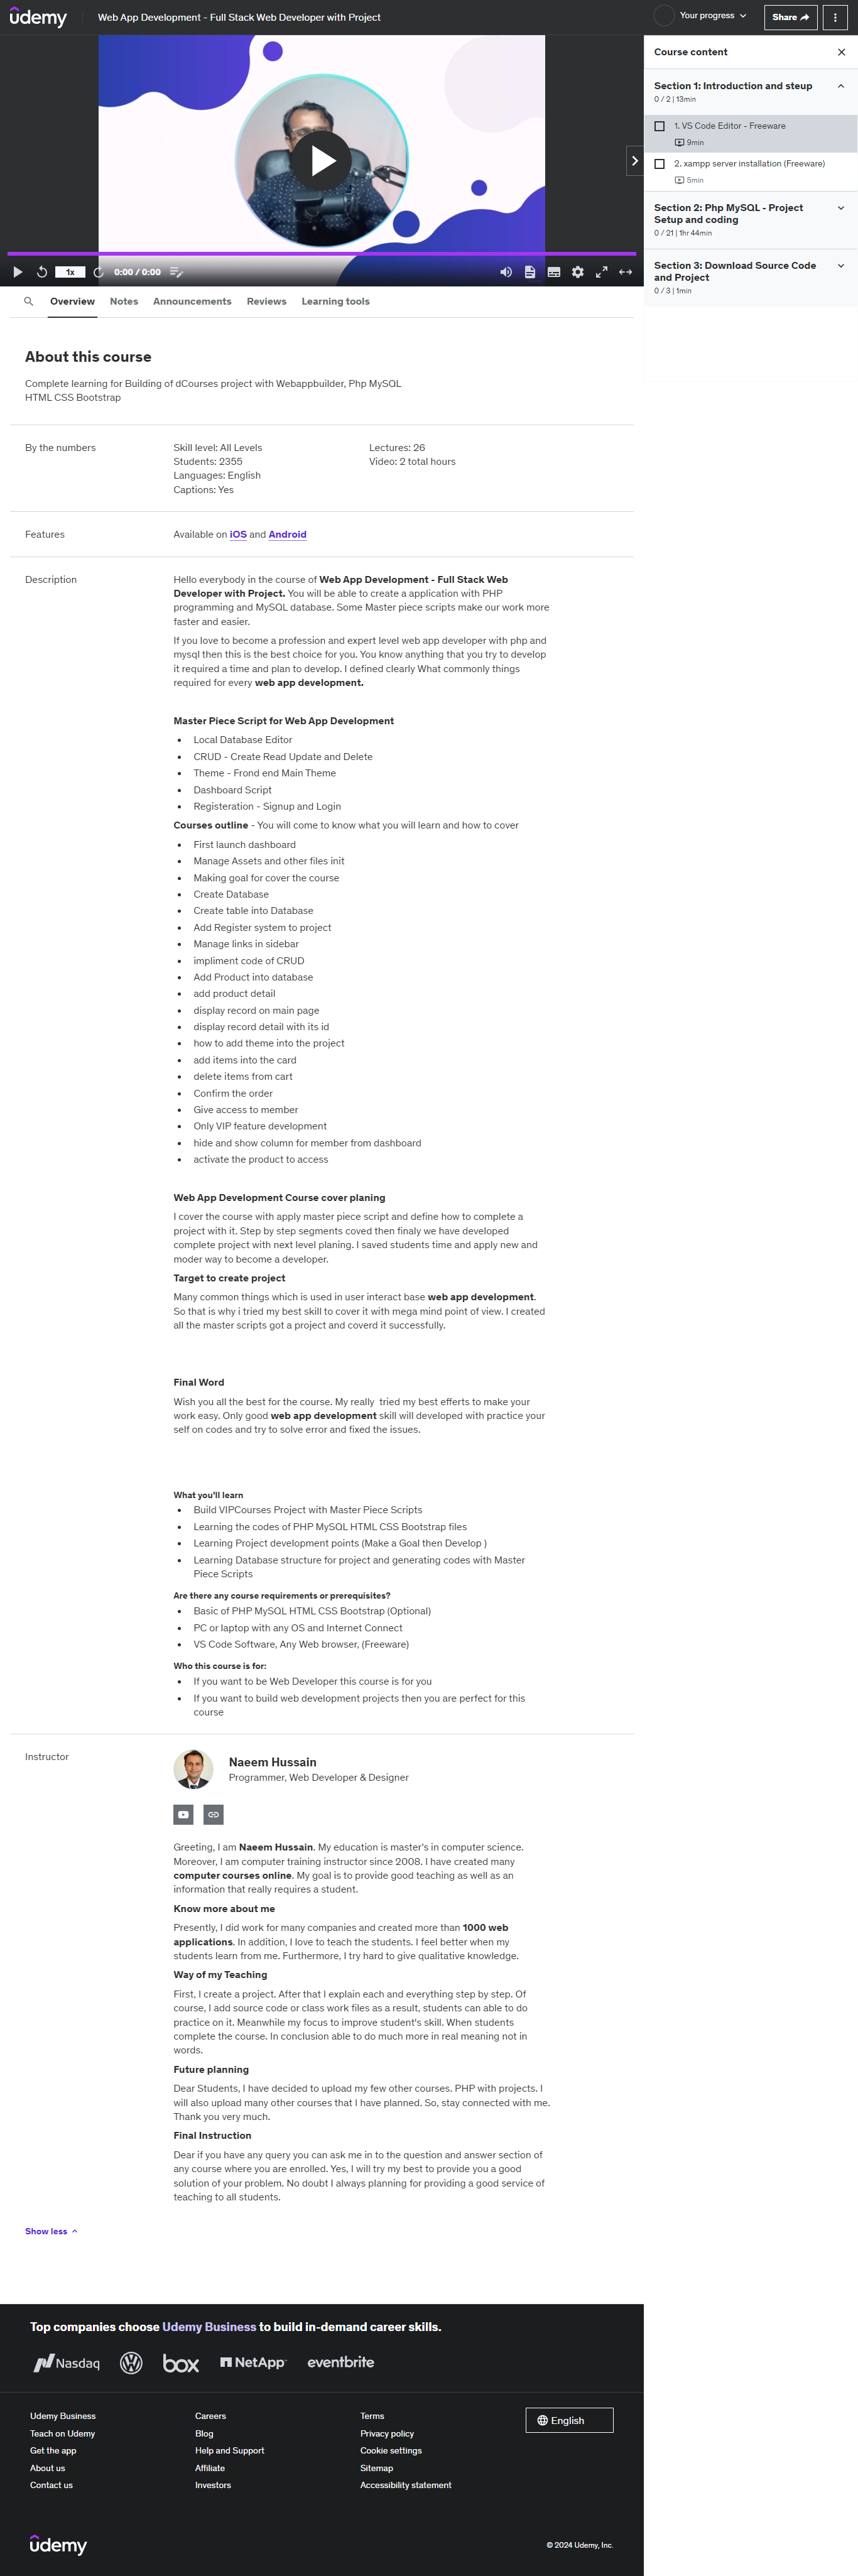 udemy
Web App Development - Full Stack Web Developer with Project
Your progress
Share
Course content
Section 1: Introduction and steup
0 / 2 | 13min
1. VS Code Editor - Freeware
9min
2. xampp server installation (Freeware)
5min
Section 2: Php MySQL - Project
Setup and coding
0 / 21 | 1hr 44min
Section 3: Download Source Code
and Project
0 / 3 | 1min
1x
0:00 / 0:00
Overview
Notes
Announcements
Reviews
Learning tools
About this course
Complete learning for Building of dCourses project with Webappbuilder, Php MySQL
HTML CSS Bootstrap
By the numbers
Skill level: All Levels
Students: 2355
Languages: English
Captions: Yes
Lectures: 26
Video: 2 total hours
Features
Available on iOS and Android
Description
Hello everybody in the course of Web App Development - Full Stack Web
Developer with Project. You will be able to create a application with PHP
programming and MySQL database. Some Master piece scripts make our work more
faster and easier.
If you love to become a profession and expert level web app developer with php and
mysql then this is the best choice for you. You know anything that you try to develop
it required a time and plan to develop. I defined clearly What commonly things
required for every web app development.
Master Piece Script for Web App Development
Local Database Editor
CRUD - Create Read Update and Delete
Theme - Frond end Main Theme
Dashboard Script
Registeration - Signup and Login
Courses outline - You will come to know what you will learn and how to cover
First launch dashboard
Manage Assets and other files init
Making goal for cover the course
Create Database
Create table into Database
Add Register system to project
Manage links in sidebar
impliment code of CRUD
Add Product into database
add product detail
display record on main page
display record detail with its id
how to add theme into the project
add items into the card
delete items from cart
Confirm the order
Give access to member
Only VIP feature development
hide and show column for member from dashboard
activate the product to access
Web App Development Course cover planing
I cover the course with apply master piece script and define how to complete a
project with it. Step by step segments coved then finaly we have developed
complete project with next level planing. I saved students time and apply new and
moder way to become a developer.
Target to create project
Many common things which is used in user interact base web app development.
So that is why i tried my best skill to cover it with mega mind point of view. I created
all the master scripts got a project and coverd it successfully.
Final Word
Wish you all the best for the course. My really  tried my best efferts to make your
work easy. Only good web app development skill will developed with practice your
self on codes and try to solve error and fixed the issues.
What you'll learn
Build VIPCourses Project with Master Piece Scripts
Learning the codes of PHP MySQL HTML CSS Bootstrap files
Learning Project development points (Make a Goal then Develop )
Learning Database structure for project and generating codes with Master
Piece Scripts
Are there any course requirements or prerequisites?
Basic of PHP MySQL HTML CSS Bootstrap (Optional)
PC or laptop with any OS and Internet Connect
VS Code Software, Any Web browser, (Freeware)
Who this course is for:
If you want to be Web Developer this course is for you
If you want to build web development projects then you are perfect for this
course
Instructor
Naeem Hussain
Programmer, Web Developer & Designer
Greeting, I am Naeem Hussain. My education is master's in computer science.
Moreover, I am computer training instructor since 2008. I have created many
computer courses online. My goal is to provide good teaching as well as an
information that really requires a student.
Know more about me
Presently, I did work for many companies and created more than 1000 web
applications. In addition, I love to teach the students. I feel better when my
students learn from me. Furthermore, I try hard to give qualitative knowledge.
Way of my Teaching
First, I create a project. After that I explain each and everything step by step. Of
course, I add source code or class work files as a result, students can able to do
practice on it. Meanwhile my focus to improve student's skill. When students
complete the course. In conclusion able to do much more in real meaning not in
words.
Future planning
Dear Students, I have decided to upload my few other courses. PHP with projects. I
will also upload many other courses that I have planned. So, stay connected with me.
Thank you very much.
Final Instruction
Dear if you have any query you can ask me in to the question and answer section of
any course where you are enrolled. Yes, I will try my best to provide you a good
solution of your problem. No doubt I always planning for providing a good service of
teaching to all students.
Show less
Top companies choose Udemy Business to build in-demand career skills.
Nasdaq
box
NetApp
eventbrite
Udemy Business
Teach on Udemy
Get the app
About us
Contact us
Careers
Blog
Help and Support
Affiliate
Investors
Terms
Privacy policy
Cookie settings
Sitemap
Accessibility statement
English
udemy
© 2024 Udemy, Inc.